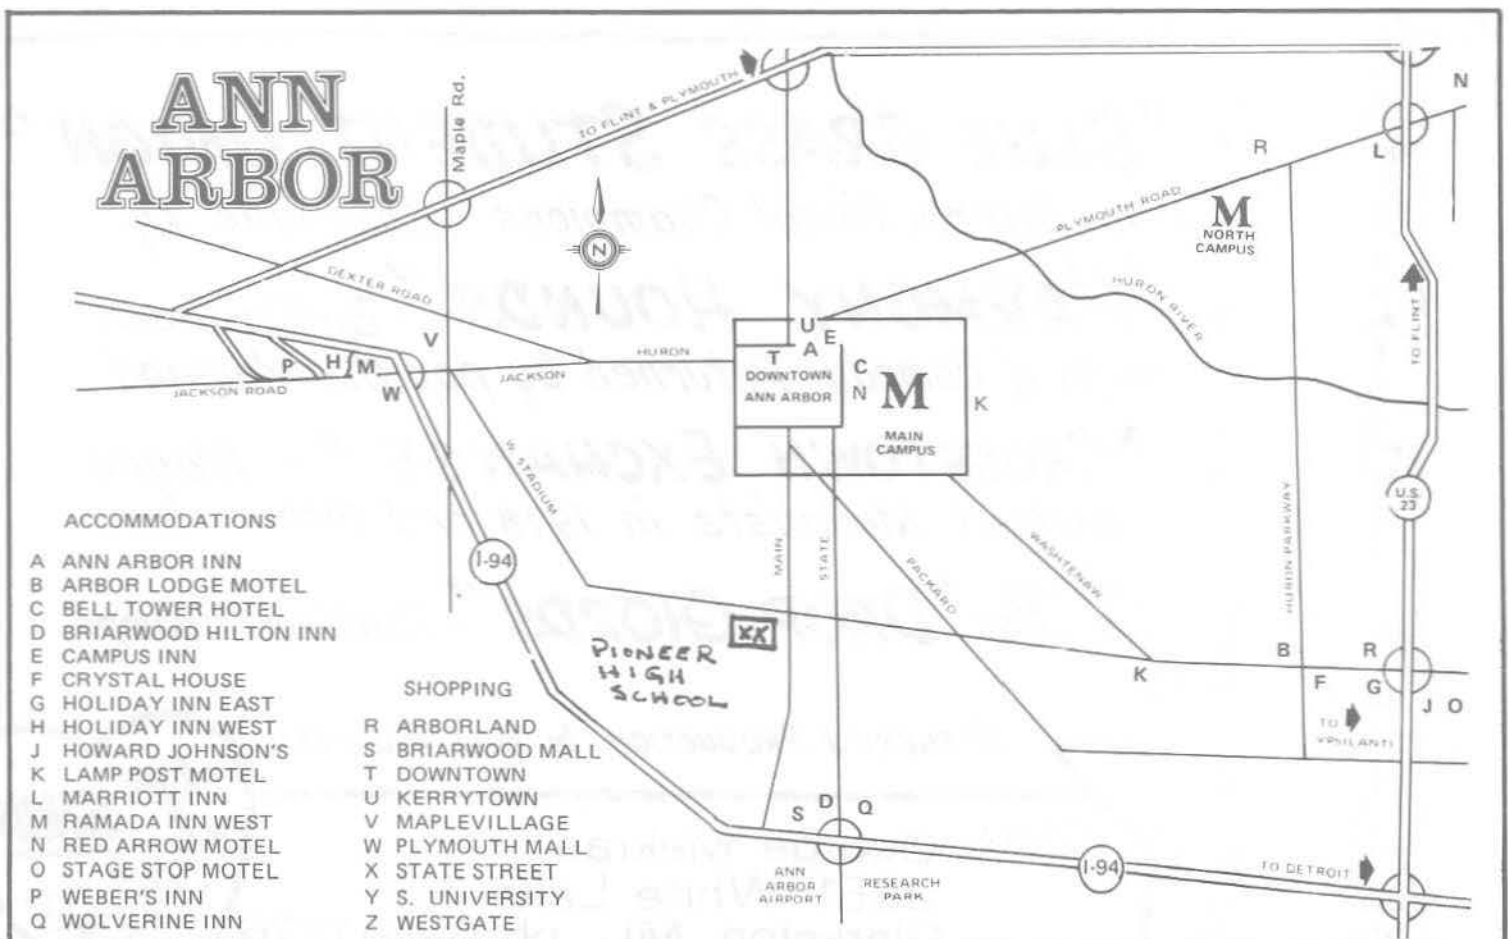 ANN
ARBOR
Maple Rd.
TO FLINT & PLYMOUTH
N
DEXTER ROAD
JACKSON ROAD
P
H
M
V
W
JACKSON
HURON
W. STADIUM
I-94
U
E
T
A
C
N
DOWNTOWN
ANN ARBOR
M
MAIN
CAMPUS
K
PLYMOUTH ROAD
R
M
NORTH
CAMPUS
L
N
HURON RIVER
TO FLINT
U.S.
23
HURON PARKWAY
MAIN
STATE
PACKARD
WASHTENAW
K
B
R
F
G
J O
TO
YPSILANTI
XX
PIONEER
HIGH
SCHOOL
S
D
Q
ANN
ARBOR
AIRPORT
RESEARCH
PARK
I-94
TO DETROIT
ACCOMMODATIONS
A ANN ARBOR INN
B ARBOR LODGE MOTEL
C BELL TOWER HOTEL
D BRIARWOOD HILTON INN
E CAMPUS INN
F CRYSTAL HOUSE
G HOLIDAY INN EAST
H HOLIDAY INN WEST
J HOWARD JOHNSON'S
K LAMP POST MOTEL
L MARRIOTT INN
M RAMADA INN WEST
N RED ARROW MOTEL
O STAGE STOP MOTEL
P WEBER'S INN
Q WOLVERINE INN
SHOPPING
R ARBORLAND
S BRIARWOOD MALL
T DOWNTOWN
U KERRYTOWN
V MAPLEVILLAGE
W PLYMOUTH MALL
X STATE STREET
Y S. UNIVERSITY
Z WESTGATE